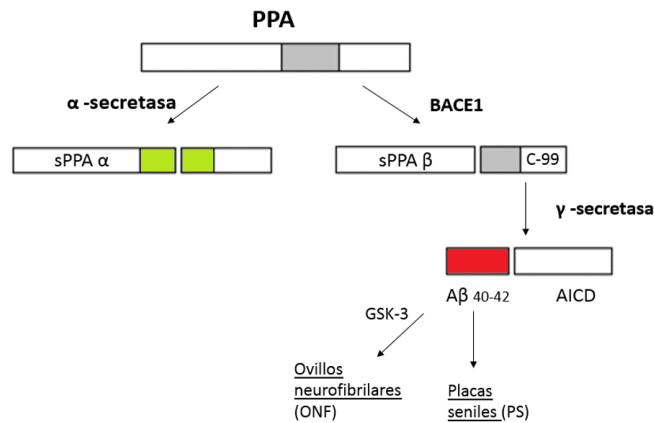 PPA
α -secretasa
BACE1
sPPA α
sPPA β
C-99
γ -secretasa
Aβ 40-42
AICD
GSK-3
Ovillos
neurofibrilares
(ONF)
Placas
seniles (PS)